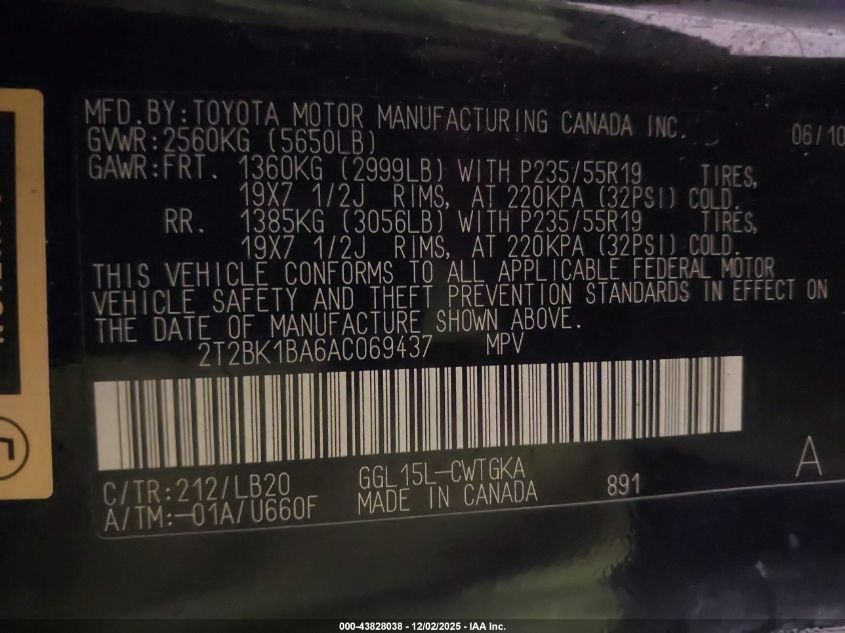 MFD.BY:TOYOTA MOTOR MANUFACTURING CANADA INC. 06/10
GVWR:2560KG (5650LB)
GAWR:FRT. 1360KG (2999LB) WITH P235/55R19 TIRES,
19X7 1/2J RIMS, AT 220KPA (32PSI) COLD.
RR. 1385KG (3056LB) WITH P235/55R19 TIRES,
19X7 1/2J RIMS, AT 220KPA (32PSI) COLD.
THIS VEHICLE CONFORMS TO ALL APPLICABLE FEDERAL MOTOR
VEHICLE SAFETY AND THEFT PREVENTION STANDARDS IN EFFECT ON
THE DATE OF MANUFACTURE SHOWN ABOVE.
2T2BK1BA6AC069437 MPV
C/TR:212/LB20 GGL15L-CWTGKA 891 A
A/TM:-01A/U660F MADE IN CANADA
000-43828038 - 12/02/2025 - IAA Inc.